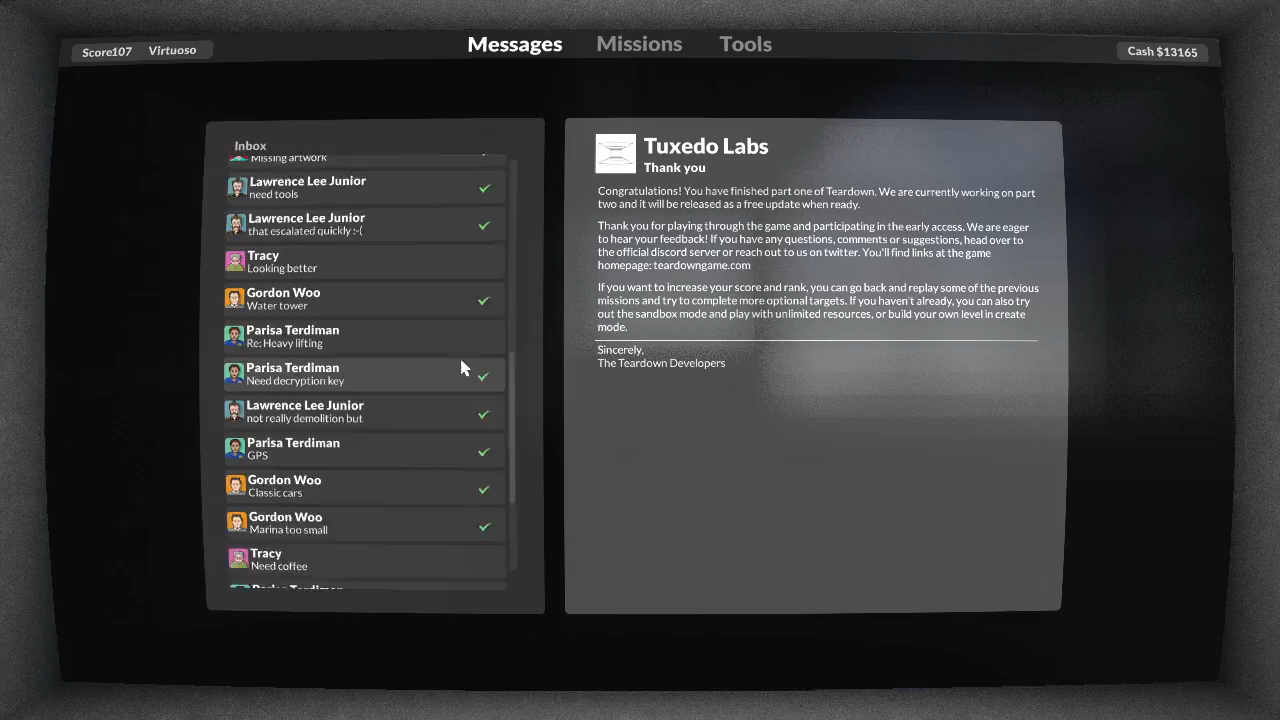 Score107 Virtuoso
Messages Missions Tools
Cash $13165
Inbox
Missing artwork
Lawrence Lee Junior
need tools
Lawrence Lee Junior
that escalated quickly :-(
Tracy
Looking better
Gordon Woo
Water tower
Parisa Terdiman
Re: Heavy lifting
Parisa Terdiman
Need decryption key
Lawrence Lee Junior
not really demolition but
Parisa Terdiman
GPS
Gordon Woo
Classic cars
Gordon Woo
Marina too small
Tracy
Need coffee
Parisa Terdiman
Tuxedo Labs
Thank you
Congratulations! You have finished part one of Teardown. We are currently working on part
two and it will be released as a free update when ready.
Thank you for playing through the game and participating in the early access. We are eager
to hear your feedback! If you have any questions, comments or suggestions, head over to
the official discord server or reach out to us on twitter. You'll find links at the game
homepage: teardowngame.com
If you want to increase your score and rank, you can go back and replay some of the previous
missions and try to complete more optional targets. If you haven't already, you can also try
out the sandbox mode and play with unlimited resources, or build your own level in create
mode.
Sincerely,
The Teardown Developers